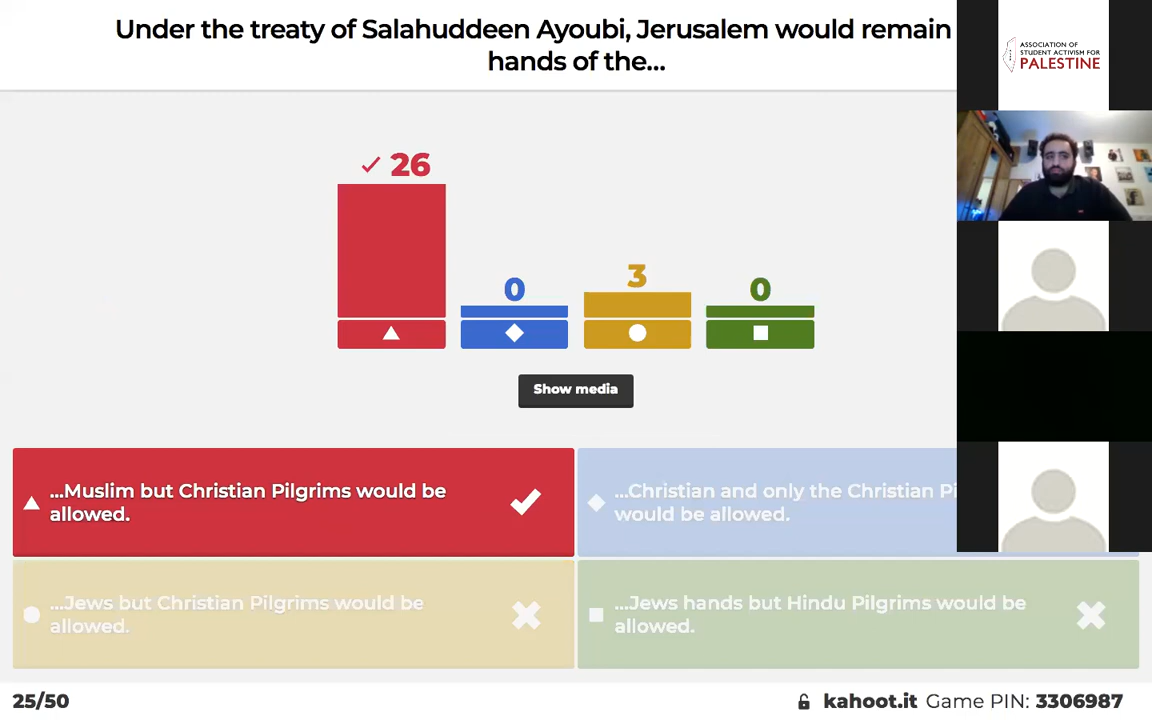 Under the treaty of Salahuddeen Ayoubi, Jerusalem would remain
hands of the...
ASSOCIATION OF
STUDENT ACTIVISM FOR
PALESTINE
26
0
3
0
Show media
...Muslim but Christian Pilgrims would be
allowed.
...Christian and only the Christian Pi
would be allowed.
...Jews but Christian Pilgrims would be
allowed.
...Jews hands but Hindu Pilgrims would be
allowed.
25/50
kahoot.it Game PIN: 3306987